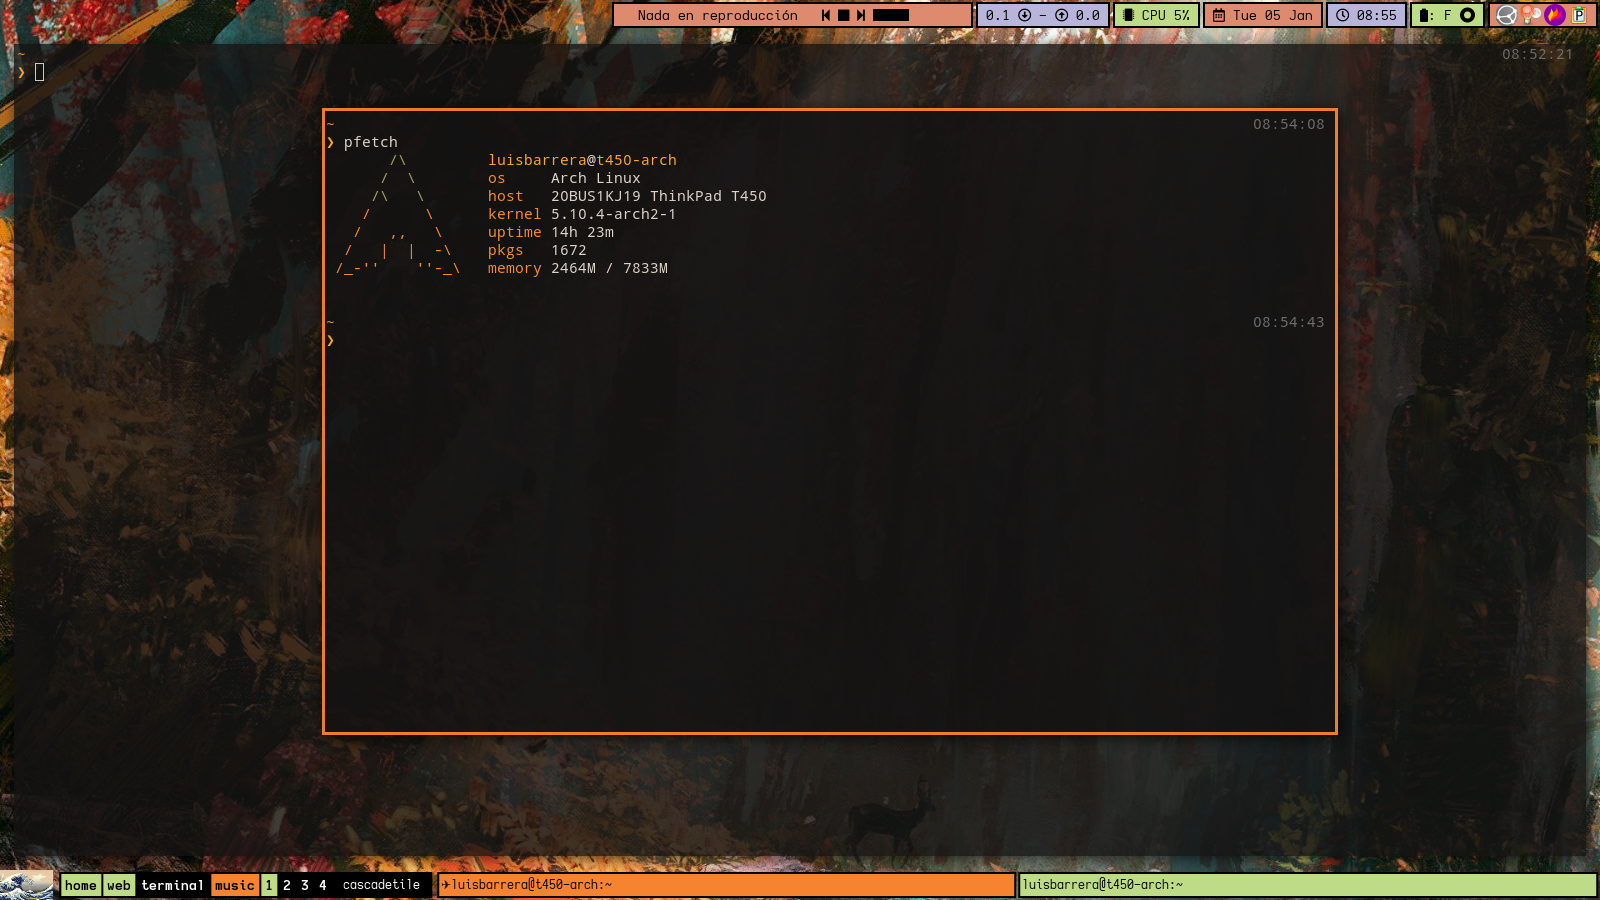 Nada en reproducción
0.1 – 0.0
CPU 5%
Tue 05 Jan
08:55
: F
~
08:52:21
❯
~
08:54:08
❯ pfetch
/\ luisbarrera@t450-arch
/ \ os Arch Linux
/\ \ host 20BUS1KJ19 ThinkPad T450
/ \ kernel 5.10.4-arch2-1
/ ,, \ uptime 14h 23m
/ | | -\ pkgs 1672
/_-'' ''-_\ memory 2464M / 7833M
~
08:54:43
❯
home web terminal music 1 2 3 4 cascadetile
✈luisbarrera@t450-arch:~
luisbarrera@t450-arch:~